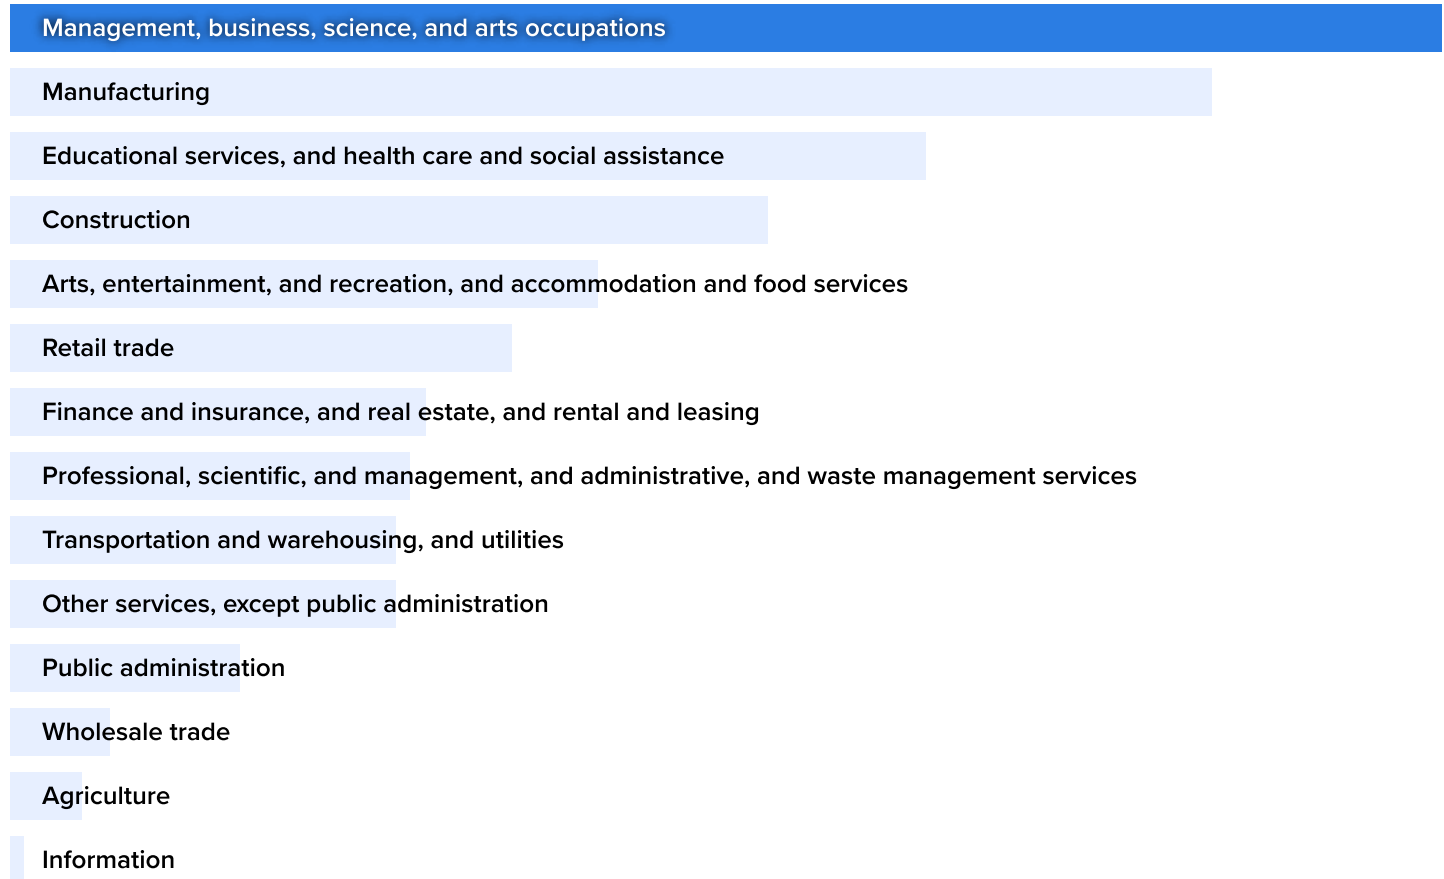 Management, business, science, and arts occupations
Manufacturing
Educational services, and health care and social assistance
Construction
Arts, entertainment, and recreation, and accommodation and food services
Retail trade
Finance and insurance, and real estate, and rental and leasing
Professional, scientific, and management, and administrative, and waste management services
Transportation and warehousing, and utilities
Other services, except public administration
Public administration
Wholesale trade
Agriculture
Information